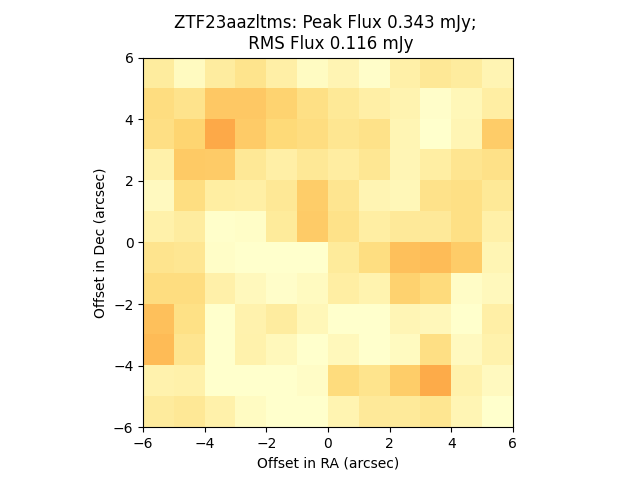 ZTF23aazltms: Peak Flux 0.343 mJy;
RMS Flux 0.116 mJy
6
4
2
0
−2
−4
−6
Offset in Dec (arcsec)
−6 −4 −2 0 2 4 6
Offset in RA (arcsec)